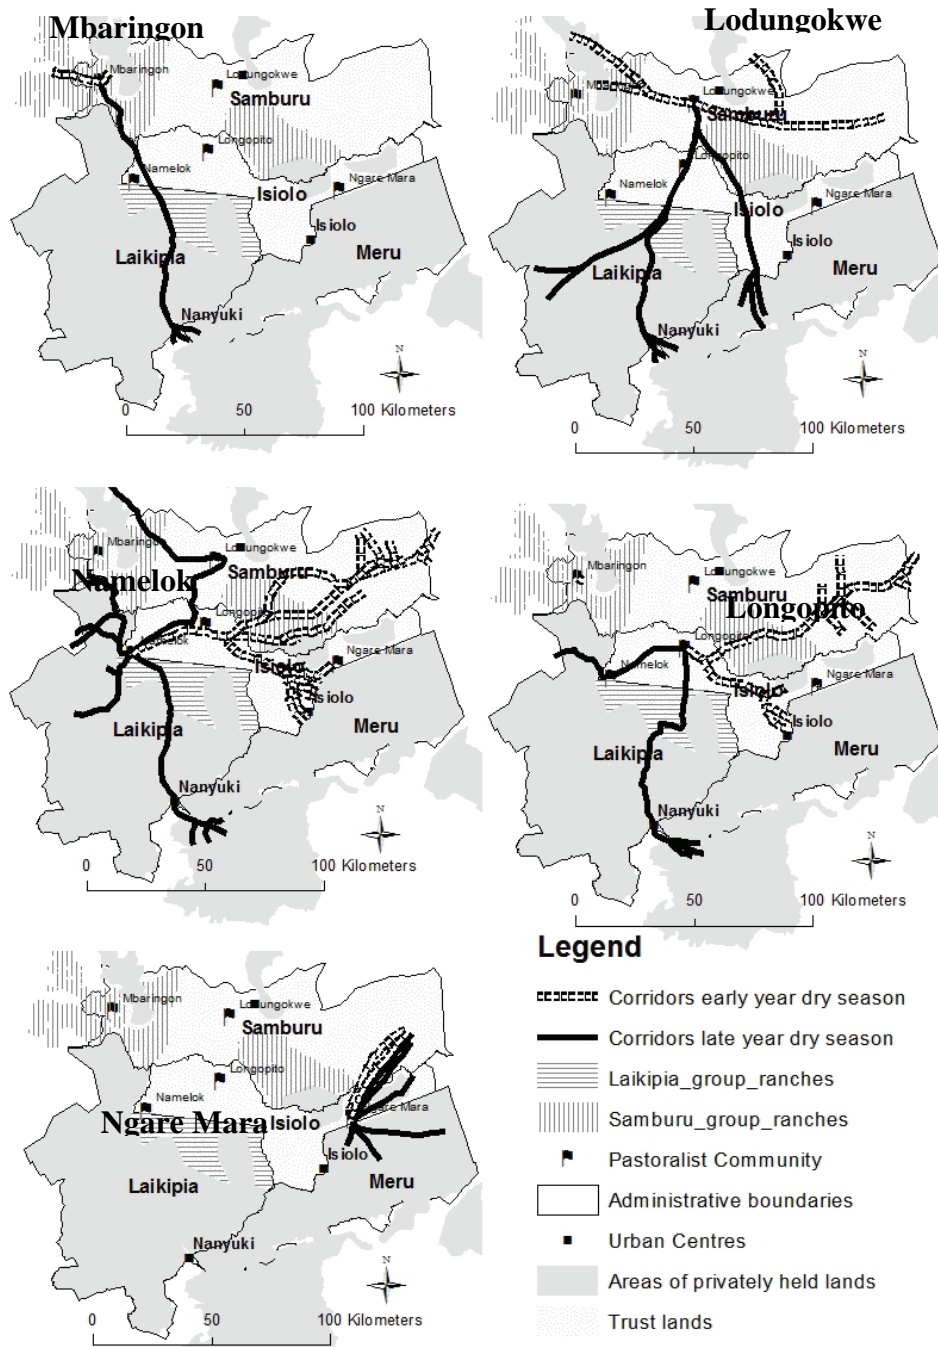 Mbaringon
Mbaringon
Lodungokwe
Samburu
Longopito
Namelok
Ngare Mara
Isiolo
Isiolo
Laikipia
Meru
Nanyuki
N
0 50 100 Kilometers
Lodungokwe
Lodungokwe
Samburu
Longopito
Namelok
Ngare Mara
Isiolo
Isiolo
Laikipia
Meru
Nanyuki
N
0 50 100 Kilometers
Mbaringon
Lodungokwe
Namelok
Samburu
Longopito
Isiolo
Ngare Mara
Isiolo
Laikipia
Meru
Nanyuki
N
0 50 100 Kilometers
Mbaringon
Lodungokwe
Samburu
Longopito
Longopito
Namelok
Ngare Mara
Isiolo
Isiolo
Laikipia
Meru
Nanyuki
N
0 50 100 Kilometers
Mbaringon
Lodungokwe
Samburu
Longopito
Namelok
Ngare Mara
Ngare Mara
Isiolo
Isiolo
Laikipia
Meru
Nanyuki
N
0 50 100 Kilometers
Legend
Corridors early year dry season
Corridors late year dry season
Laikipia_group_ranches
Samburu_group_ranches
Pastoralist Community
Administrative boundaries
Urban Centres
Areas of privately held lands
Trust lands